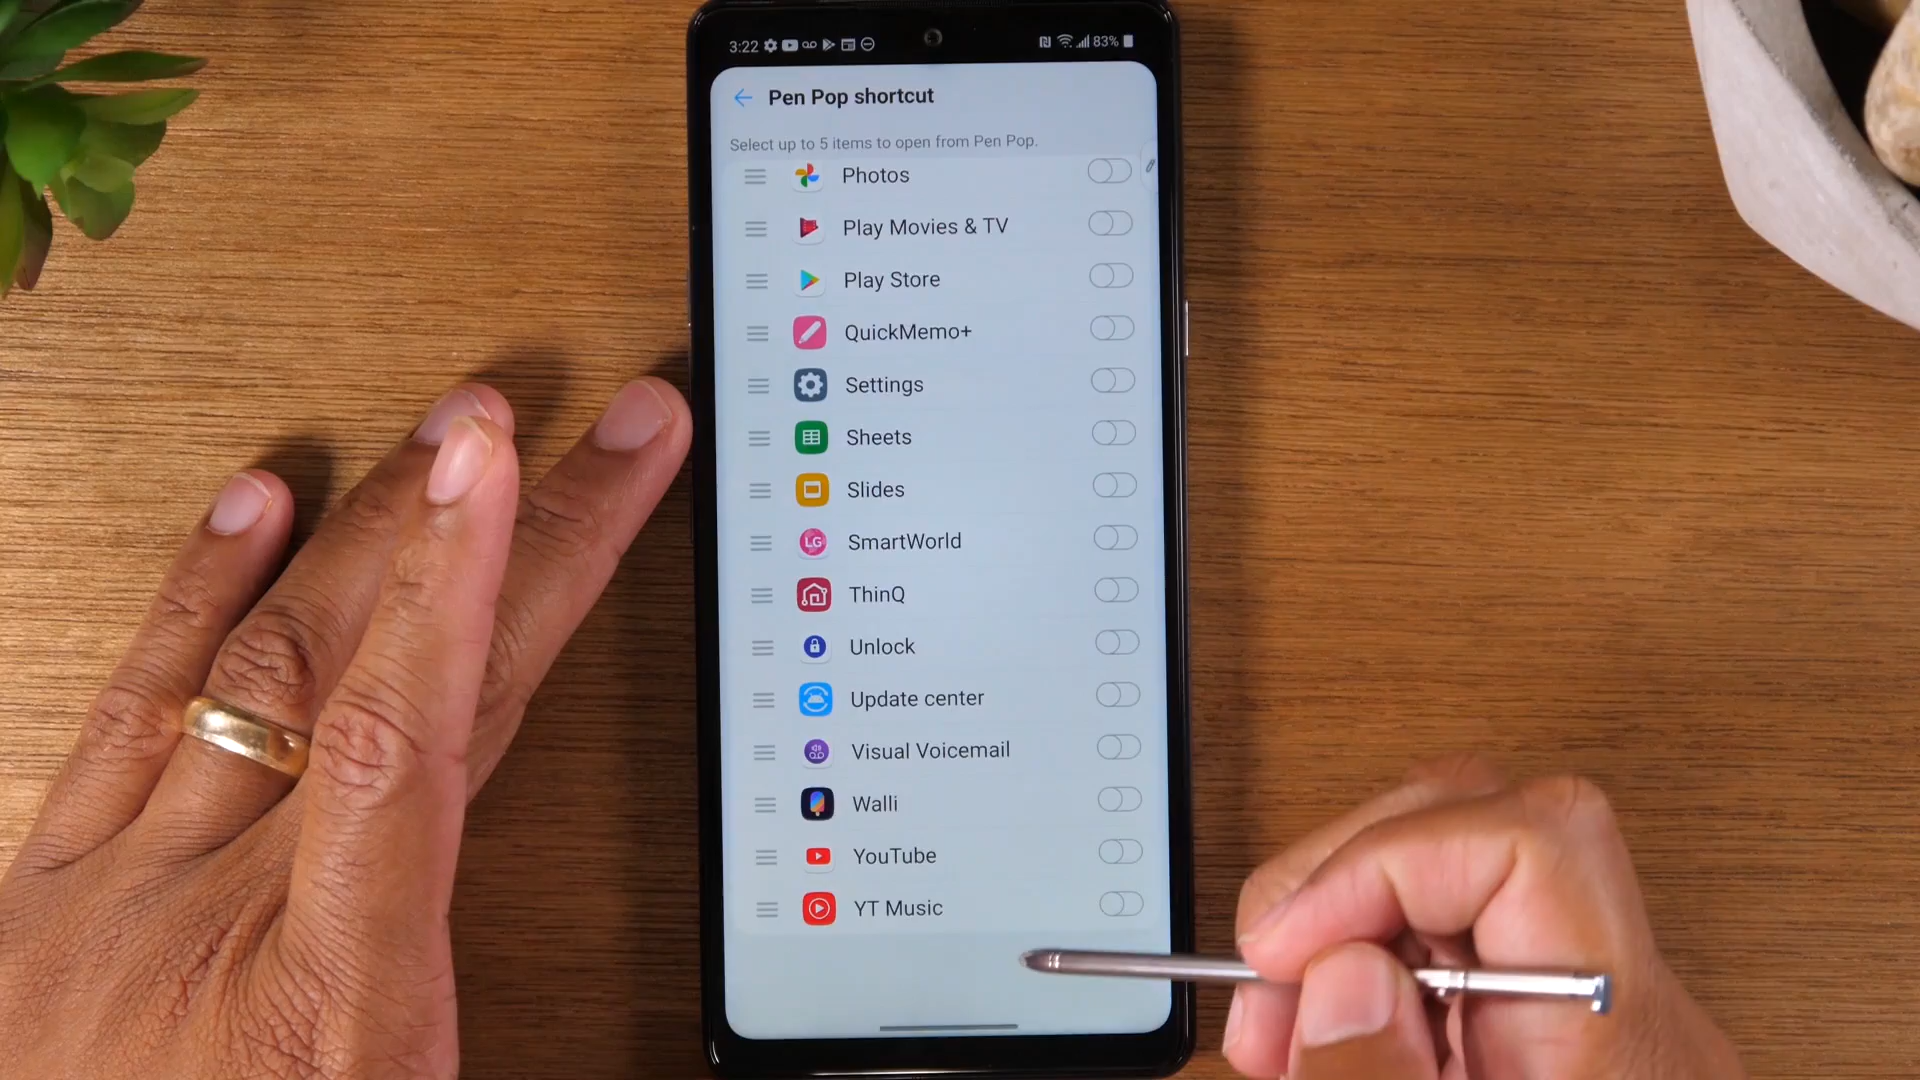 3:22 83%
Pen Pop shortcut
Select up to 5 items to open from Pen Pop.
Photos
Play Movies & TV
Play Store
QuickMemo+
Settings
Sheets
Slides
LG SmartWorld
ThinQ
Unlock
Update center
Visual Voicemail
Walli
YouTube
YT Music